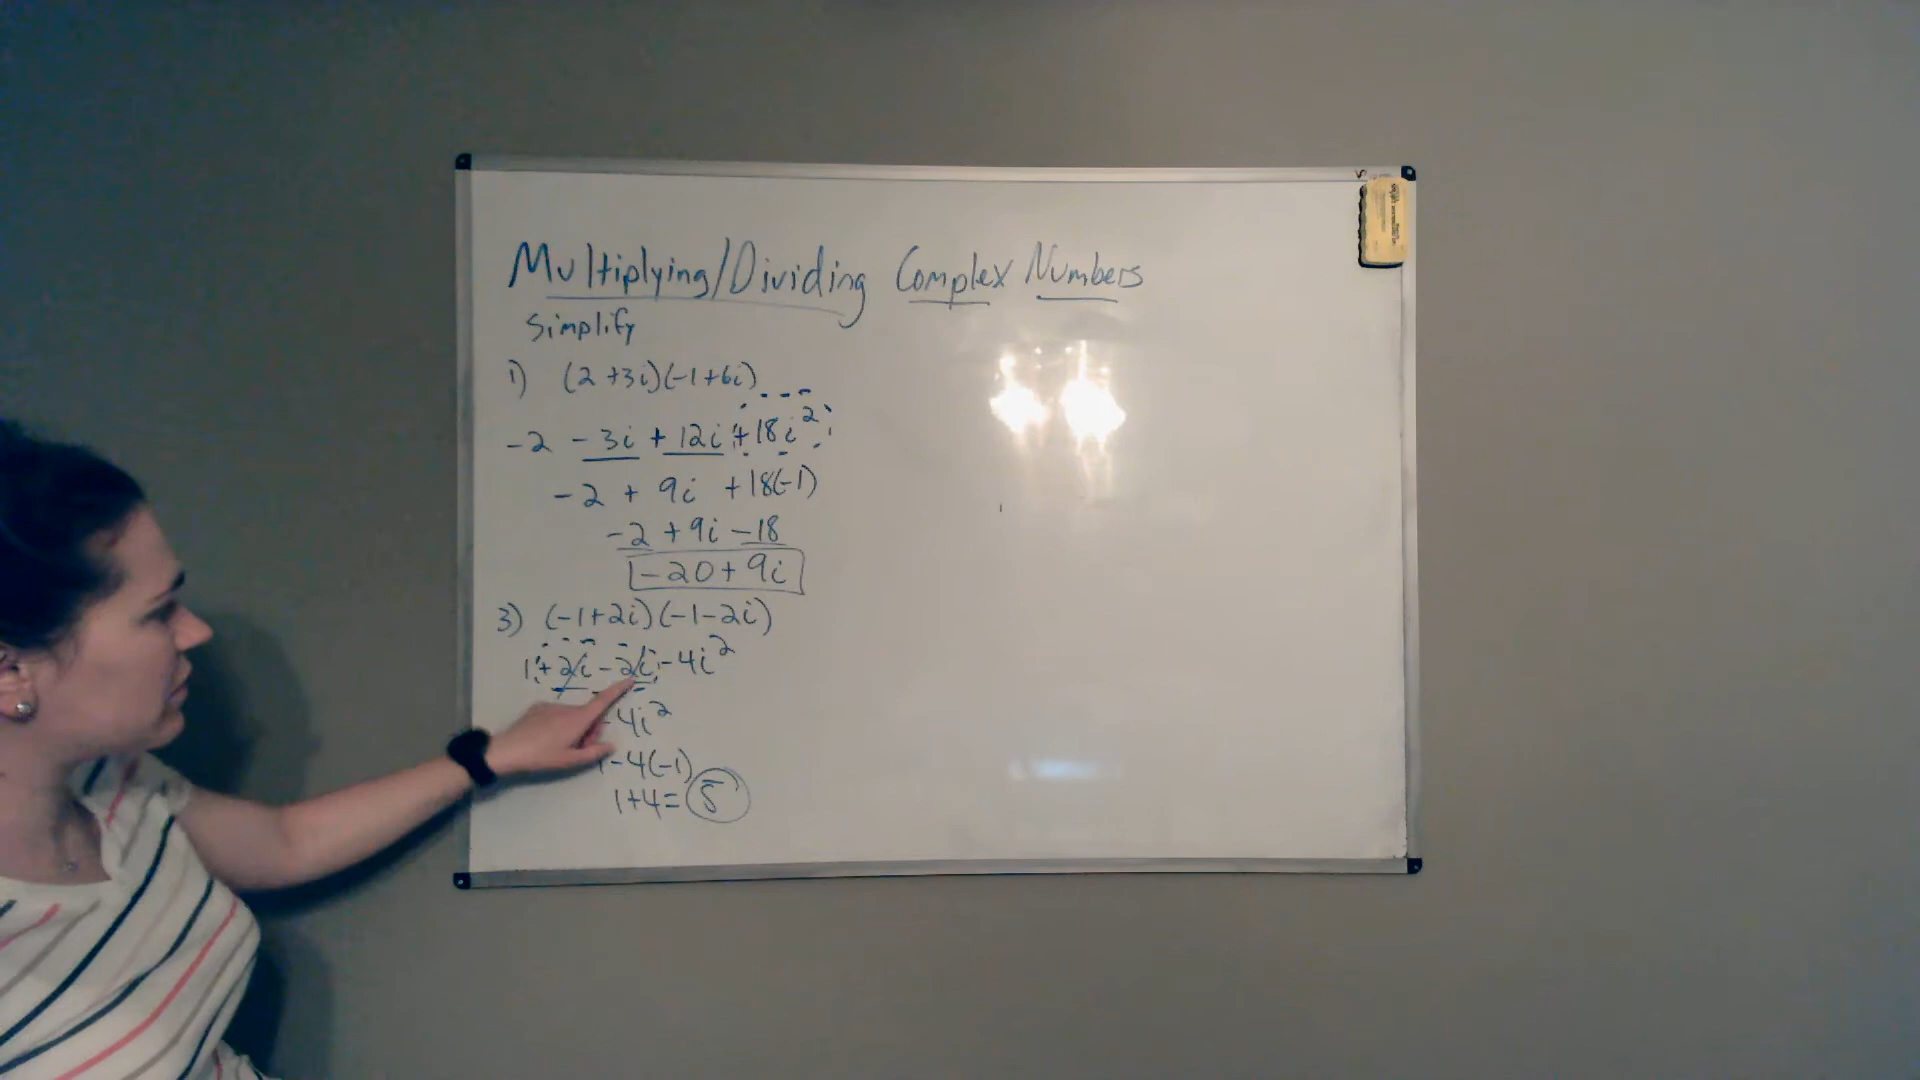 Multiplying/Dividing Complex Numbers
Simplify
1) (2+3i)(-1+6i)
-2 - 3i + 12i + 18i²
-2 + 9i + 18(-1)
-2 + 9i - 18
-20 + 9i
3) (-1+2i)(-1-2i)
1 + 2i - 2i - 4i²
-4i²
1-4(-1)
1+4= 5